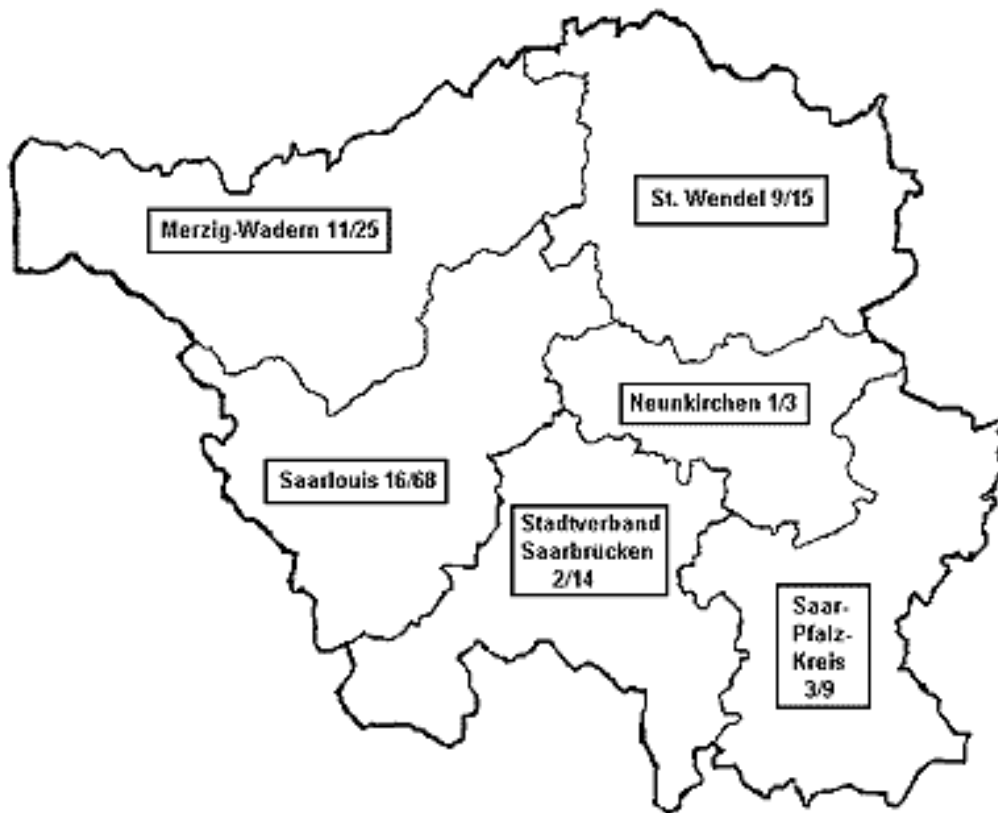 St. Wendel 9/15
Merzig-Wadern 11/25
Neunkirchen 1/3
Saarlouis 16/68
Stadtverband
Saarbrücken
2/14
Saar-
Pfalz-
Kreis
3/9